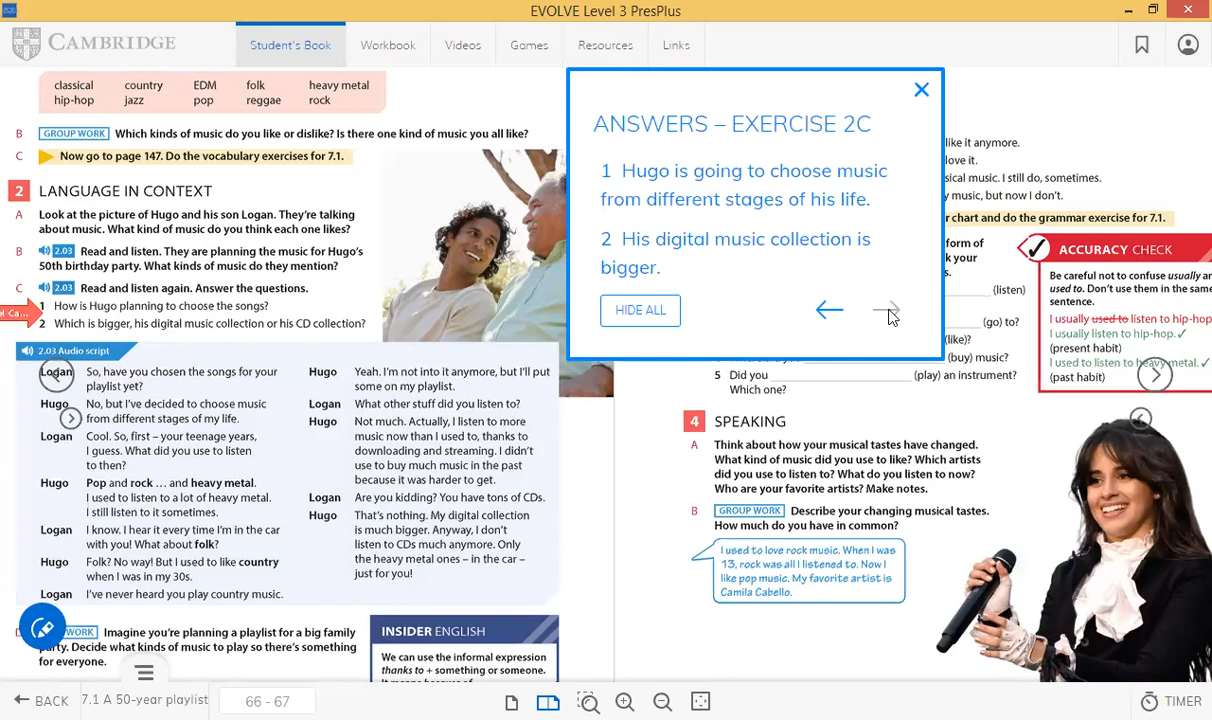 EVOLVE Level 3 PresPlus
CAMBRIDGE
Student's Book
Workbook
Videos
Games
Resources
Links
classical country EDM folk heavy metal
hip-hop jazz pop reggae rock
B GROUP WORK Which kinds of music do you like or dislike? Is there one kind of music you all like?
C Now go to page 147. Do the vocabulary exercises for 7.1.
2 LANGUAGE IN CONTEXT
A Look at the picture of Hugo and his son Logan. They're talking
about music. What kind of music do you think each one likes?
B 2.03 Read and listen. They are planning the music for Hugo's
50th birthday party. What kinds of music do they mention?
C 2.03 Read and listen again. Answer the questions.
1 How is Hugo planning to choose the songs?
2 Which is bigger, his digital music collection or his CD collection?
2.03 Audio script
Logan So, have you chosen the songs for your
playlist yet?
Hugo No, but I've decided to choose music
from different stages of my life.
Logan Cool. So, first – your teenage years,
I guess. What did you use to listen
to then?
Hugo Pop and rock … and heavy metal.
I used to listen to a lot of heavy metal.
I still listen to it sometimes.
Logan I know. I hear it every time I'm in the car
with you! What about folk?
Hugo Folk? No way! But I used to like country
when I was in my 30s.
Logan I've never heard you play country music.
Hugo Yeah. I'm not into it anymore, but I'll put
some on my playlist.
Logan What other stuff did you listen to?
Hugo Not much. Actually, I listen to more
music now than I used to, thanks to
downloading and streaming. I didn't
use to buy much music in the past
because it was harder to get.
Logan Are you kidding? You have tons of CDs.
Hugo That's nothing. My digital collection
is much bigger. Anyway, I don't
listen to CDs much anymore. Only
the heavy metal ones – in the car –
just for you!
WORK Imagine you're planning a playlist for a big family
party. Decide what kinds of music to play so there's something
for everyone.
INSIDER ENGLISH
We can use the informal expression
thanks to + something or someone.
ANSWERS – EXERCISE 2C
1 Hugo is going to choose music
from different stages of his life.
2 His digital music collection is
bigger.
HIDE ALL
like it anymore.
love it.
sical music. I still do, sometimes.
y music, but now I don't.
r chart and do the grammar exercise for 7.1.
form of
k your
s.
(listen)
(go) to?
(like)?
(buy) music?
5 Did you (play) an instrument?
Which one?
ACCURACY CHECK
Be careful not to confuse usually and
used to. Don't use them in the same
sentence.
I usually used to listen to hip-hop
I usually listen to hip-hop. ✓
(present habit)
I used to listen to heavy metal. ✓
(past habit)
4 SPEAKING
A Think about how your musical tastes have changed.
What kind of music did you use to like? Which artists
did you use to listen to? What do you listen to now?
Who are your favorite artists? Make notes.
B GROUP WORK Describe your changing musical tastes.
How much do you have in common?
I used to love rock music. When I was
13, rock was all I listened to. Now I
like pop music. My favorite artist is
Camila Cabello.
BACK
7.1 A 50-year playlist
66 - 67
TIMER